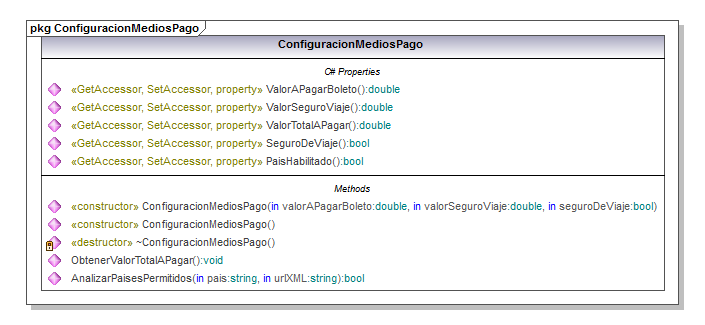 pkg ConfiguracionMediosPago
ConfiguracionMediosPago
C# Properties
«GetAccessor, SetAccessor, property» ValorAPagarBoleto():double
«GetAccessor, SetAccessor, property» ValorSeguroViaje():double
«GetAccessor, SetAccessor, property» ValorTotalAPagar():double
«GetAccessor, SetAccessor, property» SeguroDeViaje():bool
«GetAccessor, SetAccessor, property» PaisHabilitado():bool
Methods
«constructor» ConfiguracionMediosPago(in valorAPagarBoleto:double, in valorSeguroViaje:double, in seguroDeViaje:bool)
«constructor» ConfiguracionMediosPago()
«destructor» ~ConfiguracionMediosPago()
ObtenerValorTotalAPagar():void
AnalizarPaisesPermitidos(in pais:string, in urlXML:string):bool